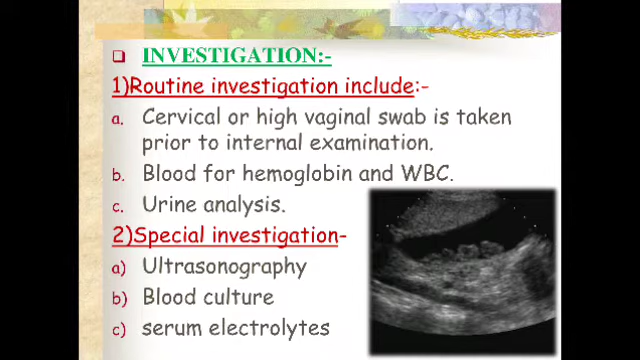 INVESTIGATION:-
1)Routine investigation include:-
a. Cervical or high vaginal swab is taken
prior to internal examination.
b. Blood for hemoglobin and WBC.
c. Urine analysis.
2)Special investigation-
a) Ultrasonography
b) Blood culture
c) serum electrolytes